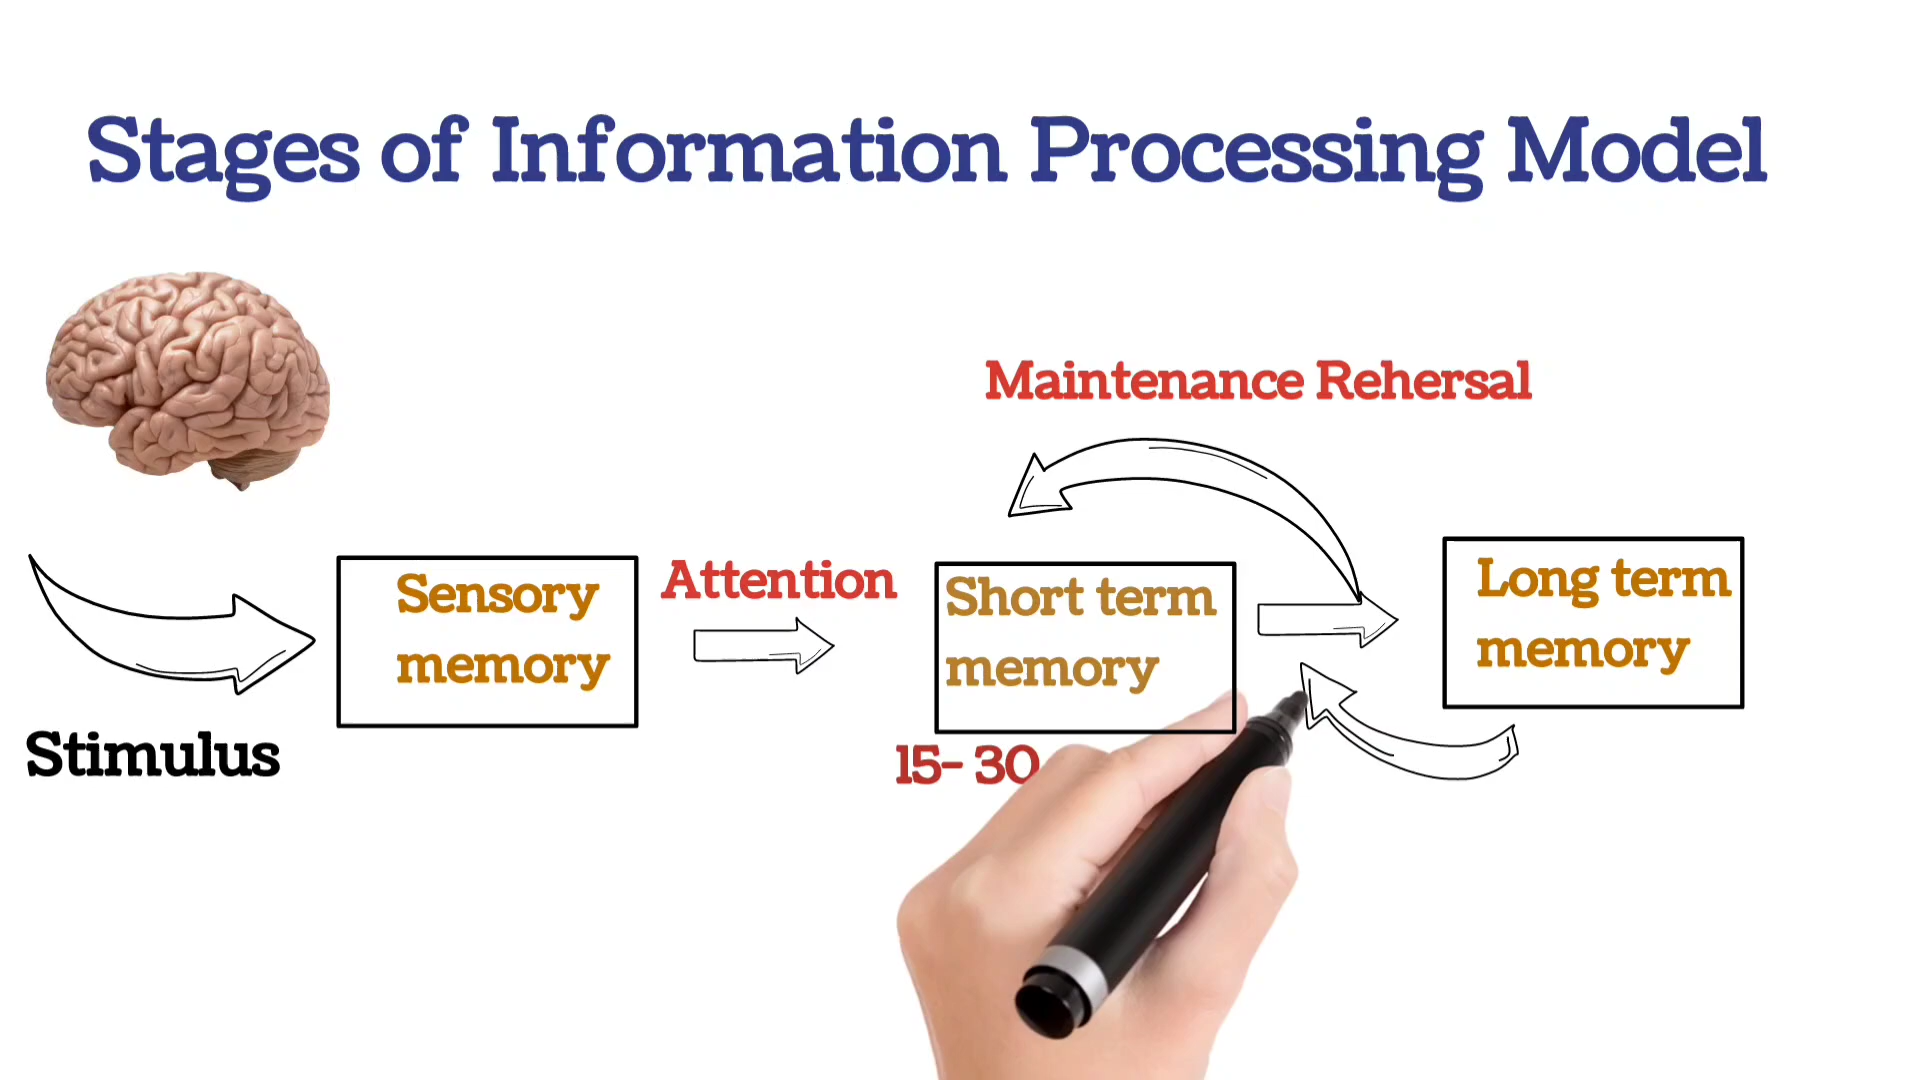 Stages of Information Processing Model
Maintenance Rehersal
Sensory
memory
Attention
Short term
memory
Long term
memory
Stimulus
15- 30